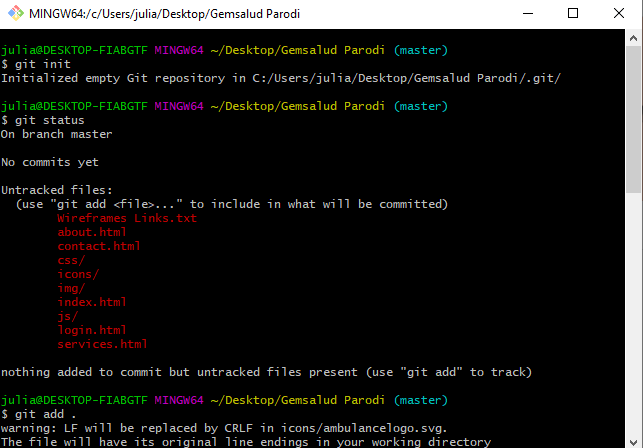 MINGW64:/c/Users/julia/Desktop/Gemsalud Parodi
julia@DESKTOP-FIABGTF MINGW64 ~/Desktop/Gemsalud Parodi (master)
$ git init
Initialized empty Git repository in C:/Users/julia/Desktop/Gemsalud Parodi/.git/
julia@DESKTOP-FIABGTF MINGW64 ~/Desktop/Gemsalud Parodi (master)
$ git status
On branch master
No commits yet
Untracked files:
(use "git add <file>..." to include in what will be committed)
Wireframes Links.txt
about.html
contact.html
css/
icons/
img/
index.html
js/
login.html
services.html
nothing added to commit but untracked files present (use "git add" to track)
julia@DESKTOP-FIABGTF MINGW64 ~/Desktop/Gemsalud Parodi (master)
$ git add .
warning: LF will be replaced by CRLF in icons/ambulancelogo.svg.
The file will have its original line endings in your working directory